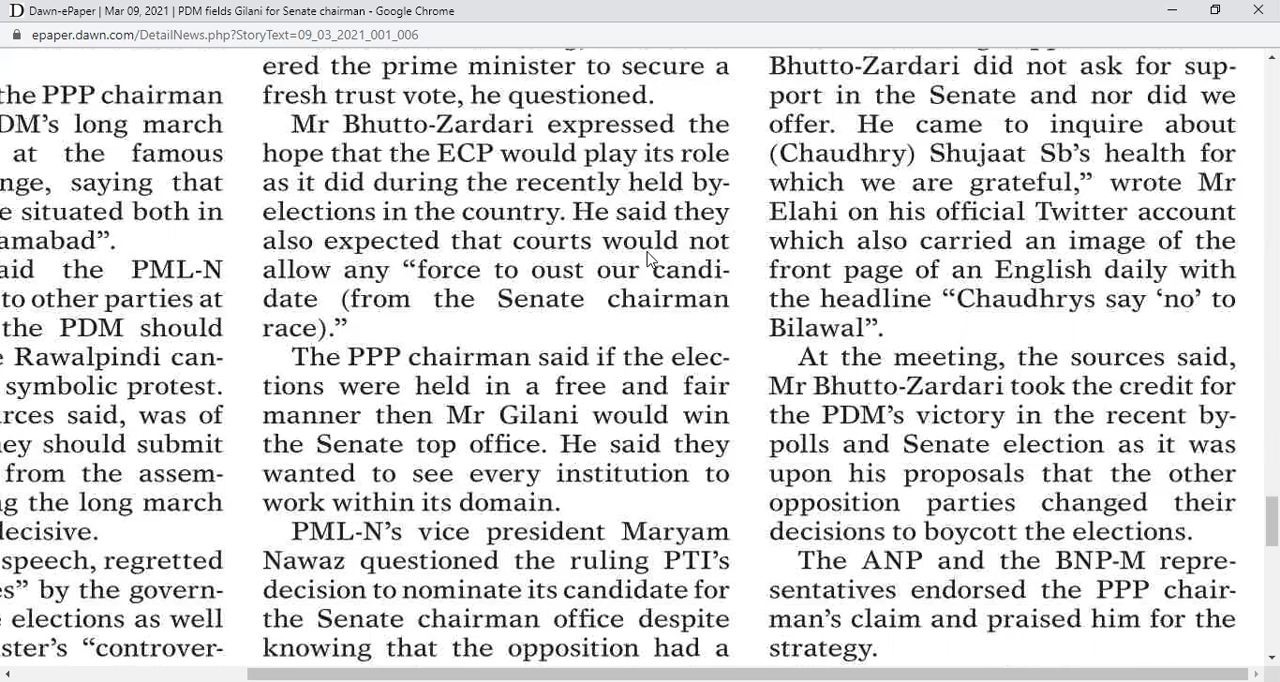 Dawn-ePaper | Mar 09, 2021 | PDM fields Gilani for Senate chairman - Google Chrome
epaper.dawn.com/DetailNews.php?StoryText=09_03_2021_001_006
the PPP chairman
DM’s long march
at the famous
nge, saying that
e situated both in
amabad”.
aid the PML-N
to other parties at
the PDM should
e Rawalpindi can-
symbolic protest.
rces said, was of
ney should submit
from the assem-
ng the long march
decisive.
speech, regretted
es” by the govern-
elections as well
ster’s “controver-
ered the prime minister to secure a
fresh trust vote, he questioned.
Mr Bhutto-Zardari expressed the
hope that the ECP would play its role
as it did during the recently held by-
elections in the country. He said they
also expected that courts would not
allow any “force to oust our candi-
date (from the Senate chairman
race).”
The PPP chairman said if the elec-
tions were held in a free and fair
manner then Mr Gilani would win
the Senate top office. He said they
wanted to see every institution to
work within its domain.
PML-N’s vice president Maryam
Nawaz questioned the ruling PTI’s
decision to nominate its candidate for
the Senate chairman office despite
knowing that the opposition had a
Bhutto-Zardari did not ask for sup-
port in the Senate and nor did we
offer. He came to inquire about
(Chaudhry) Shujaat Sb’s health for
which we are grateful,” wrote Mr
Elahi on his official Twitter account
which also carried an image of the
front page of an English daily with
the headline “Chaudhrys say ‘no’ to
Bilawal”.
At the meeting, the sources said,
Mr Bhutto-Zardari took the credit for
the PDM’s victory in the recent by-
polls and Senate election as it was
upon his proposals that the other
opposition parties changed their
decisions to boycott the elections.
The ANP and the BNP-M repre-
sentatives endorsed the PPP chair-
man’s claim and praised him for the
strategy.